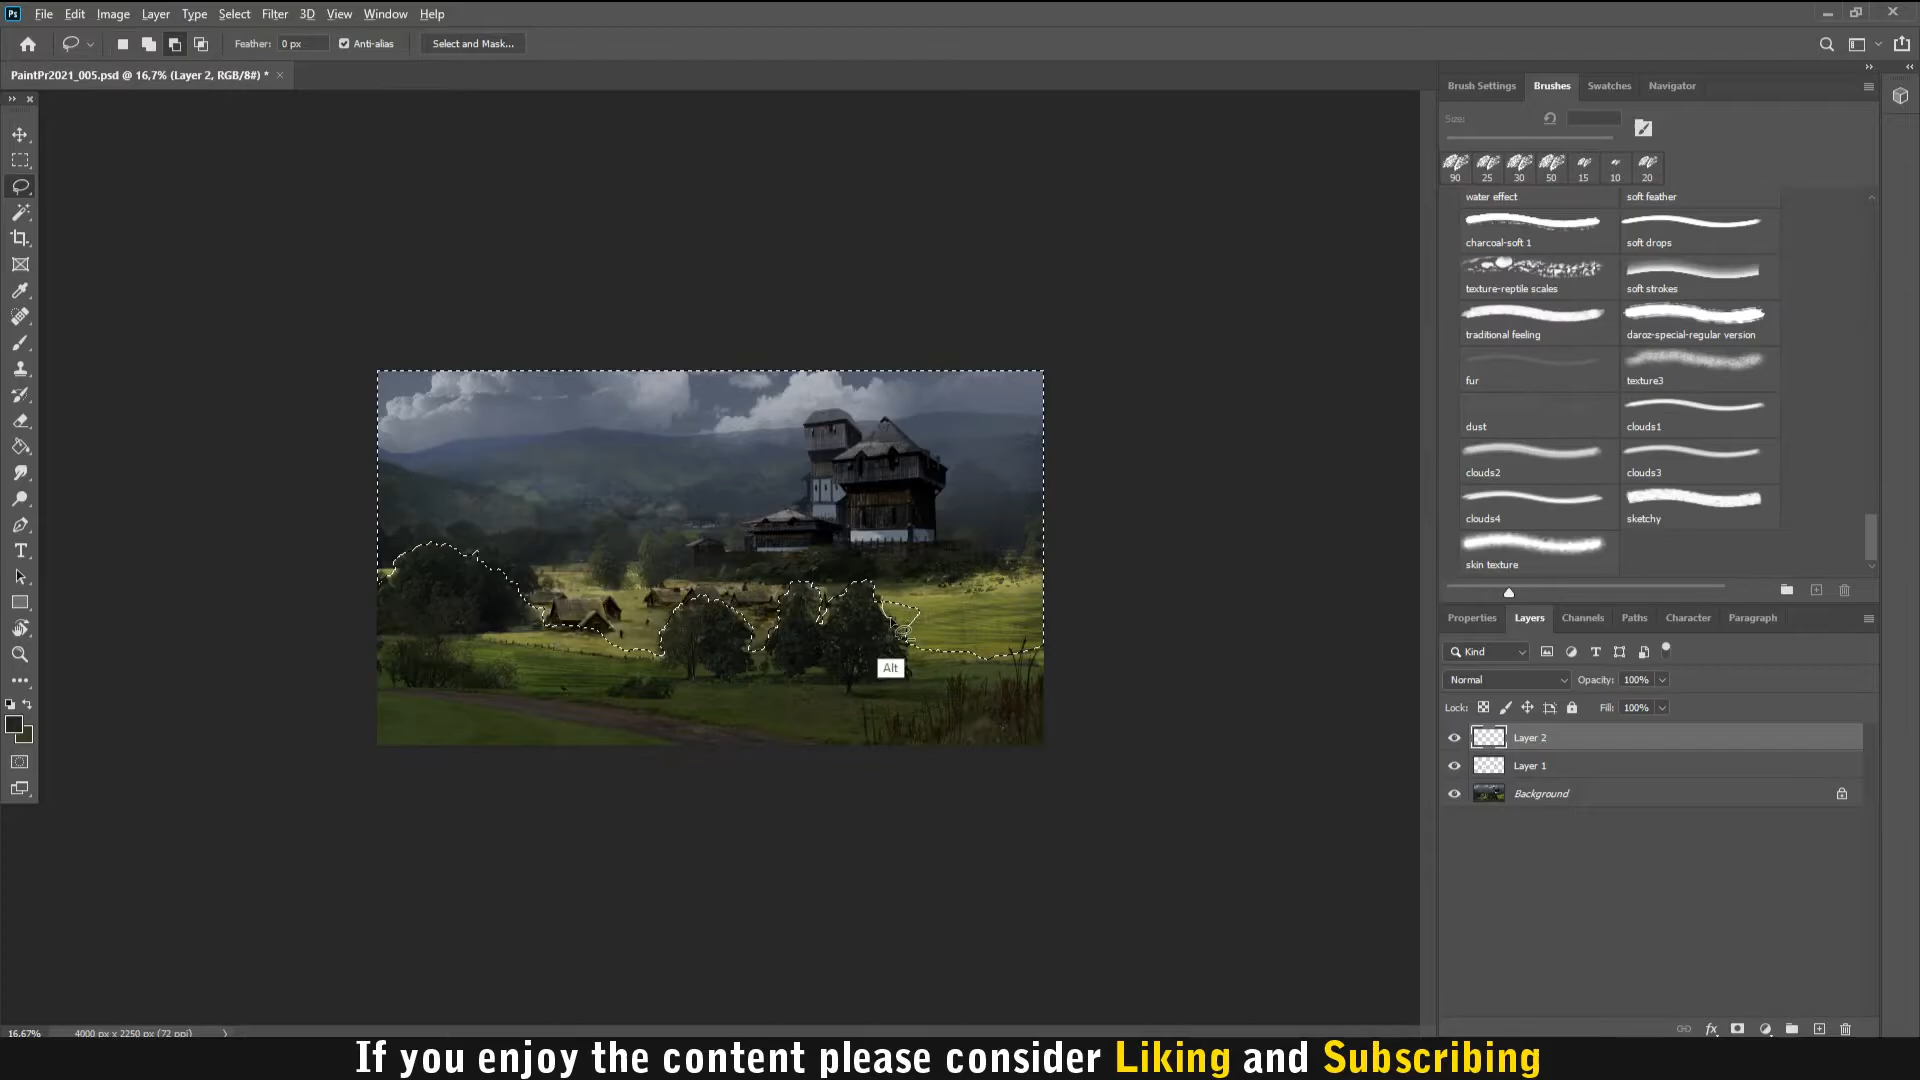 Ps File Edit Image Layer Type Select Filter 3D View Window Help
Feather: 0 px Anti-alias Select and Mask...
PaintPr2021_005.psd @ 16,7% (Layer 2, RGB/8#) *
Brush Settings Brushes Swatches Navigator
Size:
90 25 30 50 15 10 20
water effect soft feather
charcoal-soft 1 soft drops
texture-reptile scales soft strokes
traditional feeling daroz-special-regular version
fur texture3
dust clouds1
clouds2 clouds3
clouds4 sketchy
skin texture
Properties Layers Channels Paths Character Paragraph
Kind
Normal Opacity: 100%
Lock: Fill: 100%
Layer 2
Layer 1
Background
Alt
16,67% 4000 px x 2250 px (72 ppi)
If you enjoy the content please consider Liking and Subscribing